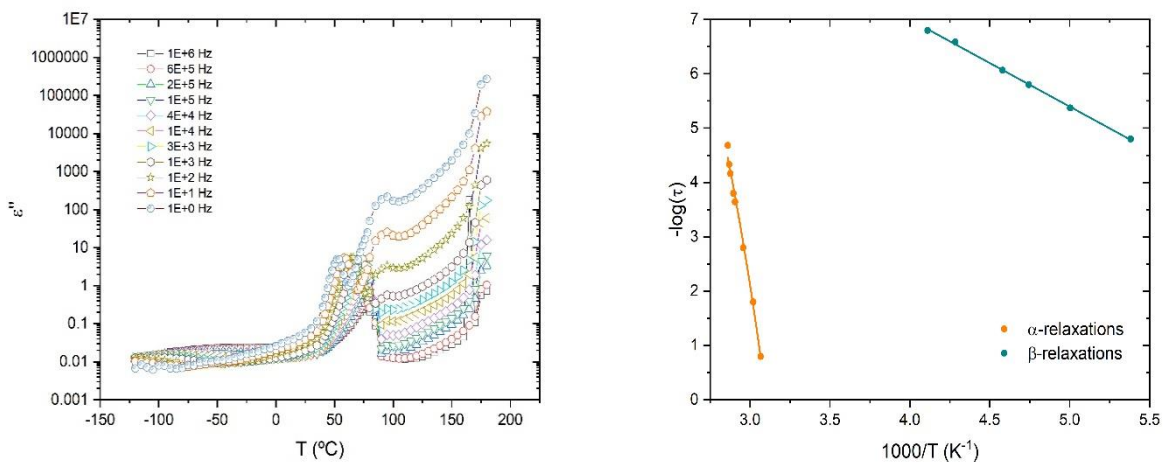 1E7
1000000
100000
10000
1000
100
10
1
0.1
0.01
0.001
ε''
1E+6 Hz
6E+5 Hz
2E+5 Hz
1E+5 Hz
4E+4 Hz
1E+4 Hz
3E+3 Hz
1E+3 Hz
1E+2 Hz
1E+1 Hz
1E+0 Hz
-150 -100 -50 0 50 100 150 200
T (ºC)
7
6
5
4
3
2
1
0
-1
-log(τ)
α-relaxations
β-relaxations
3.0 3.5 4.0 4.5 5.0 5.5
1000/T (K⁻¹)